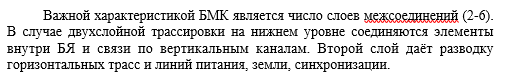 Важной характеристикой БМК является число слоев межсоединений (2-6).
В случае двухслойной трассировки на нижнем уровне соединяются элементы
внутри БЯ и связи по вертикальным каналам. Второй слой даёт разводку
горизонтальных трасс и линий питания, земли, синхронизации.